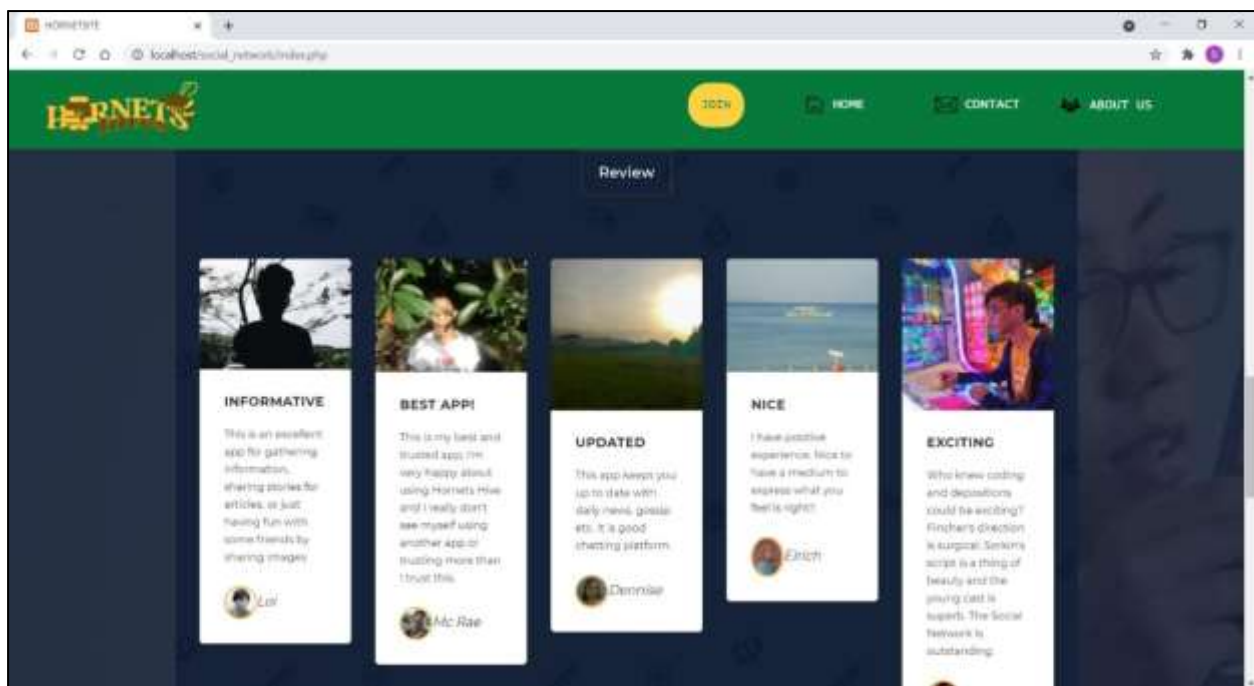 HORNETSITE
localhost/social_network/index.php
HORNETS
JOIN
HOME
CONTACT
ABOUT US
Review
INFORMATIVE
This is an excellent
app for gathering
information,
sharing stories for
articles, or just
having fun with
some friends by
sharing images
Loi
BEST APP!
This is my best and
trusted app, I'm
very happy about
using Hornets Hive
and I really don't
see myself using
another app or
trusting more than
I trust this.
Mc Rae
UPDATED
This app keeps you
up to date with
daily news, gossip
etc. It is good
chatting platform.
Dennise
NICE
I have positive
experience. Nice to
have a medium to
express what you
feel is right!!
Eirich
EXCITING
Who knew coding
and depositions
could be exciting?
Fincher's direction
is surgical, Sorkin's
script is a thing of
beauty and the
young cast is
superb. The Social
Network is
outstanding.